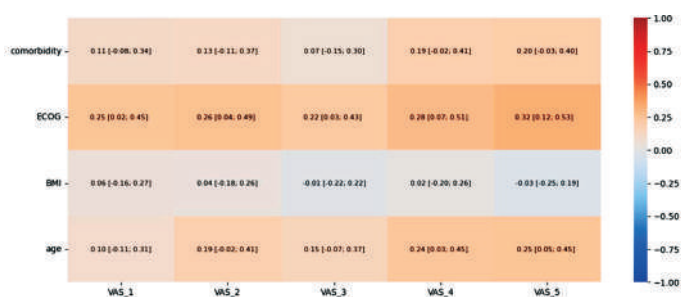 comorbidity 0.11 [-0.08; 0.34] 0.13 [-0.11; 0.37] 0.07 [-0.15; 0.30] 0.19 [-0.02; 0.41] 0.20 [-0.03; 0.40]
ECOG 0.25 [0.02; 0.45] 0.26 [0.04; 0.49] 0.22 [0.03; 0.43] 0.28 [0.07; 0.51] 0.32 [0.12; 0.53]
BMI 0.06 [-0.16; 0.27] 0.04 [-0.18; 0.26] -0.01 [-0.22; 0.22] 0.02 [-0.20; 0.26] -0.03 [-0.25; 0.19]
age 0.10 [-0.11; 0.31] 0.19 [-0.02; 0.41] 0.15 [-0.07; 0.37] 0.24 [0.03; 0.45] 0.25 [0.05; 0.45]
VAS_1 VAS_2 VAS_3 VAS_4 VAS_5
1.00
0.75
0.50
0.25
0.00
-0.25
-0.50
-0.75
-1.00